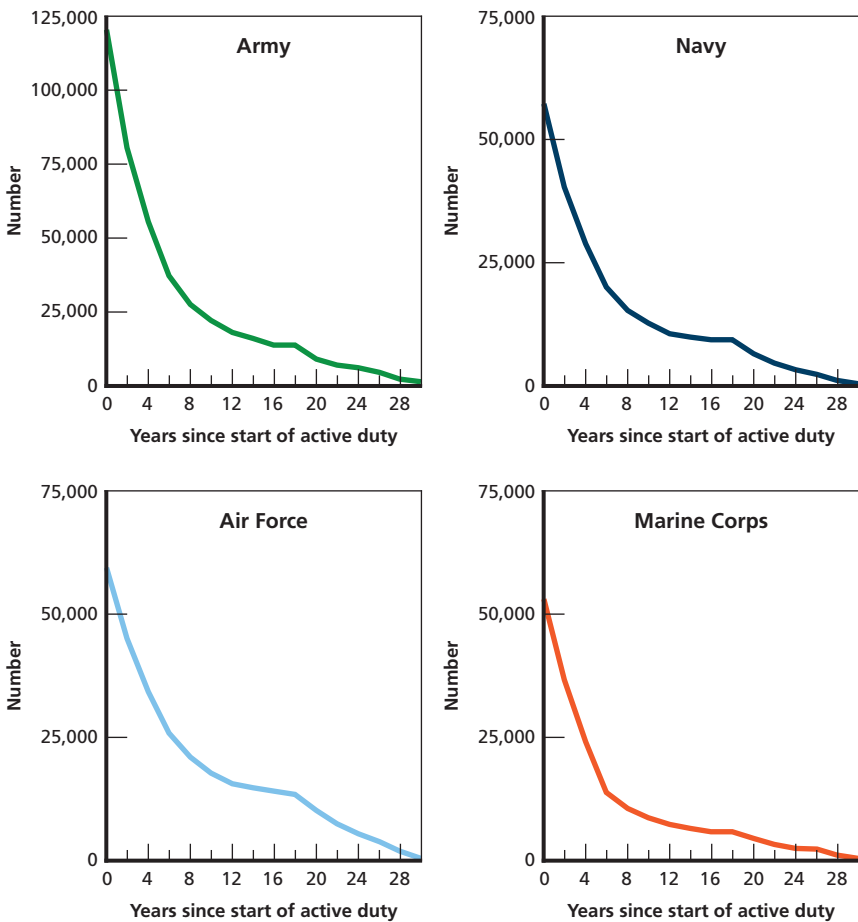 Army
125,000
100,000
75,000
50,000
25,000
0
Number
0 4 8 12 16 20 24 28
Years since start of active duty
Navy
75,000
50,000
25,000
0
Number
0 4 8 12 16 20 24 28
Years since start of active duty
Air Force
75,000
50,000
25,000
0
Number
0 4 8 12 16 20 24 28
Years since start of active duty
Marine Corps
75,000
50,000
25,000
0
Number
0 4 8 12 16 20 24 28
Years since start of active duty